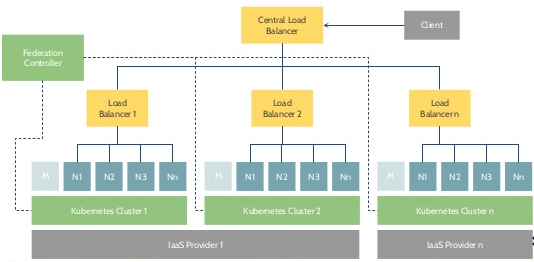 Central Load
Balancer
Client
Federation
Controller
Load
Balancer 1
Load
Balancer 2
Load
Balancer n
M N1 N2 N3 Nn
M N1 N2 N3 Nn
M N1 N2 N3 Nn
Kubernetes Cluster 1
Kubernetes Cluster 2
Kubernetes Cluster n
IaaS Provider 1
IaaS Provider n